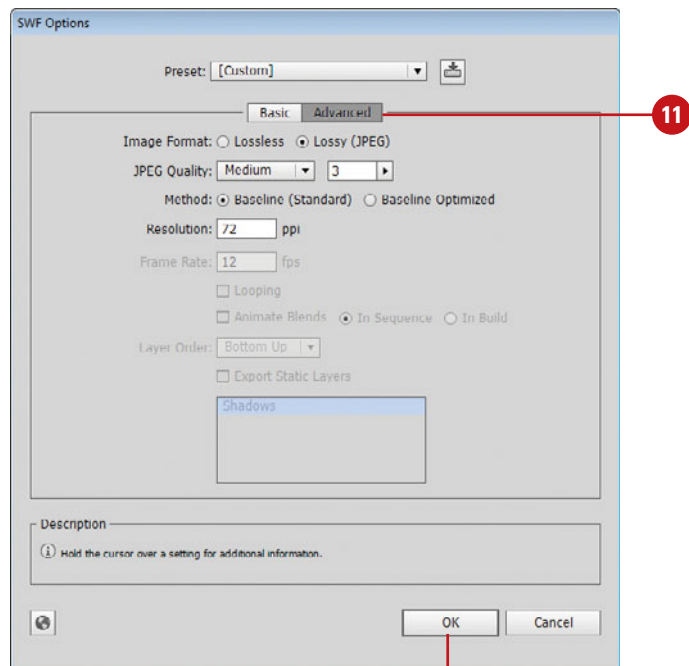 SWF Options
Preset: [Custom]
Basic Advanced
11
Image Format: Lossless Lossy (JPEG)
JPEG Quality: Medium 3
Method: Baseline (Standard) Baseline Optimized
Resolution: 72 ppi
Frame Rate: 12 fps
Looping
Animate Blends In Sequence In Build
Layer Order: Bottom Up
Export Static Layers
Shadows
Description
Hold the cursor over a setting for additional information.
OK Cancel